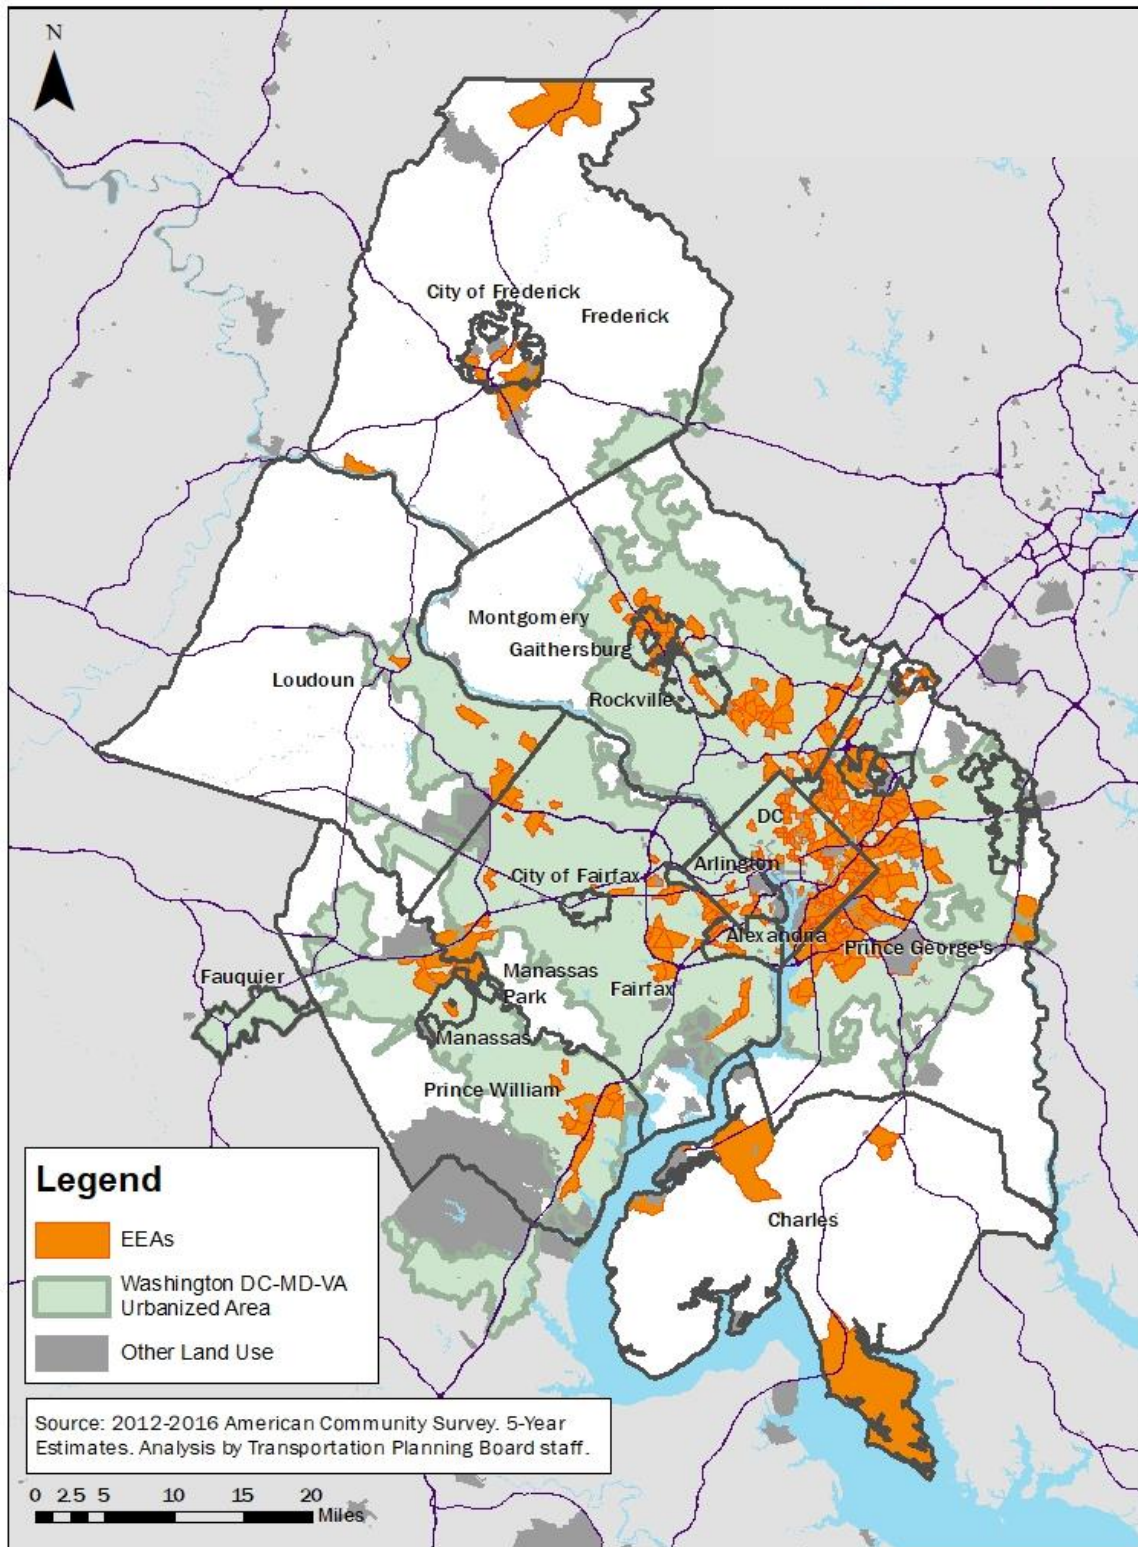 N
City of Frederick
Frederick
Montgomery
Gaithersburg
Loudoun
Rockville
DC
Arlington
City of Fairfax
Alexandria
Prince George's
Fauquier
Manassas
Park
Fairfax
Manassas
Prince William
Charles
Legend
EEAs
Washington DC-MD-VA
Urbanized Area
Other Land Use
Source: 2012-2016 American Community Survey. 5-Year
Estimates. Analysis by Transportation Planning Board staff.
0 2.5 5 10 15 20
Miles